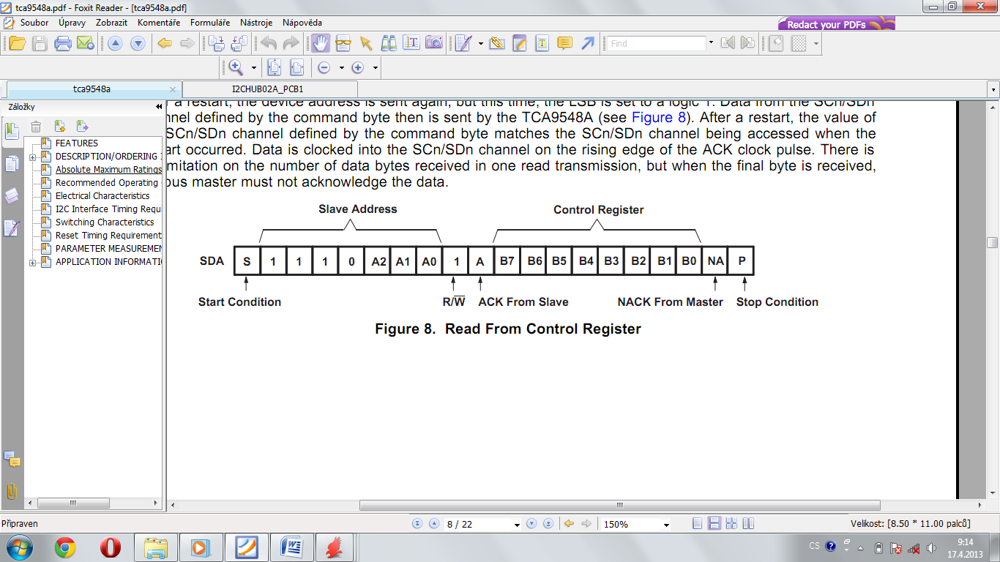 tca9548a.pdf - Foxit Reader - [tca9548a.pdf]
Soubor Úpravy Zobrazit Komentáře Formuláře Nástroje Nápověda
Redact your PDFs
Find
tca9548a
I2CHUB02A_PCB1
Záložky
FEATURES
DESCRIPTION/ORDERING I
Absolute Maximum Ratings
Recommended Operating
Electrical Characteristics
I2C Interface Timing Requ
Switching Characteristics
Reset Timing Requirement
PARAMETER MEASUREMEN
APPLICATION INFORMATI
a restart, the device address is sent again, but this time, the LSB is set to a logic 1. Data from the SCn/SDn
nnel defined by the command byte then is sent by the TCA9548A (see Figure 8). After a restart, the value of
SCn/SDn channel defined by the command byte matches the SCn/SDn channel being accessed when the
art occurred. Data is clocked into the SCn/SDn channel on the rising edge of the ACK clock pulse. There is
mitation on the number of data bytes received in one read transmission, but when the final byte is received,
bus master must not acknowledge the data.
Slave Address Control Register
SDA S 1 1 1 0 A2 A1 A0 1 A B7 B6 B5 B4 B3 B2 B1 B0 NA P
Start Condition R/W ACK From Slave NACK From Master Stop Condition
Figure 8. Read From Control Register
Připraven
8 / 22
150%
Velikost: [8.50 * 11.00 palců]
CS
9:14
17.4.2013